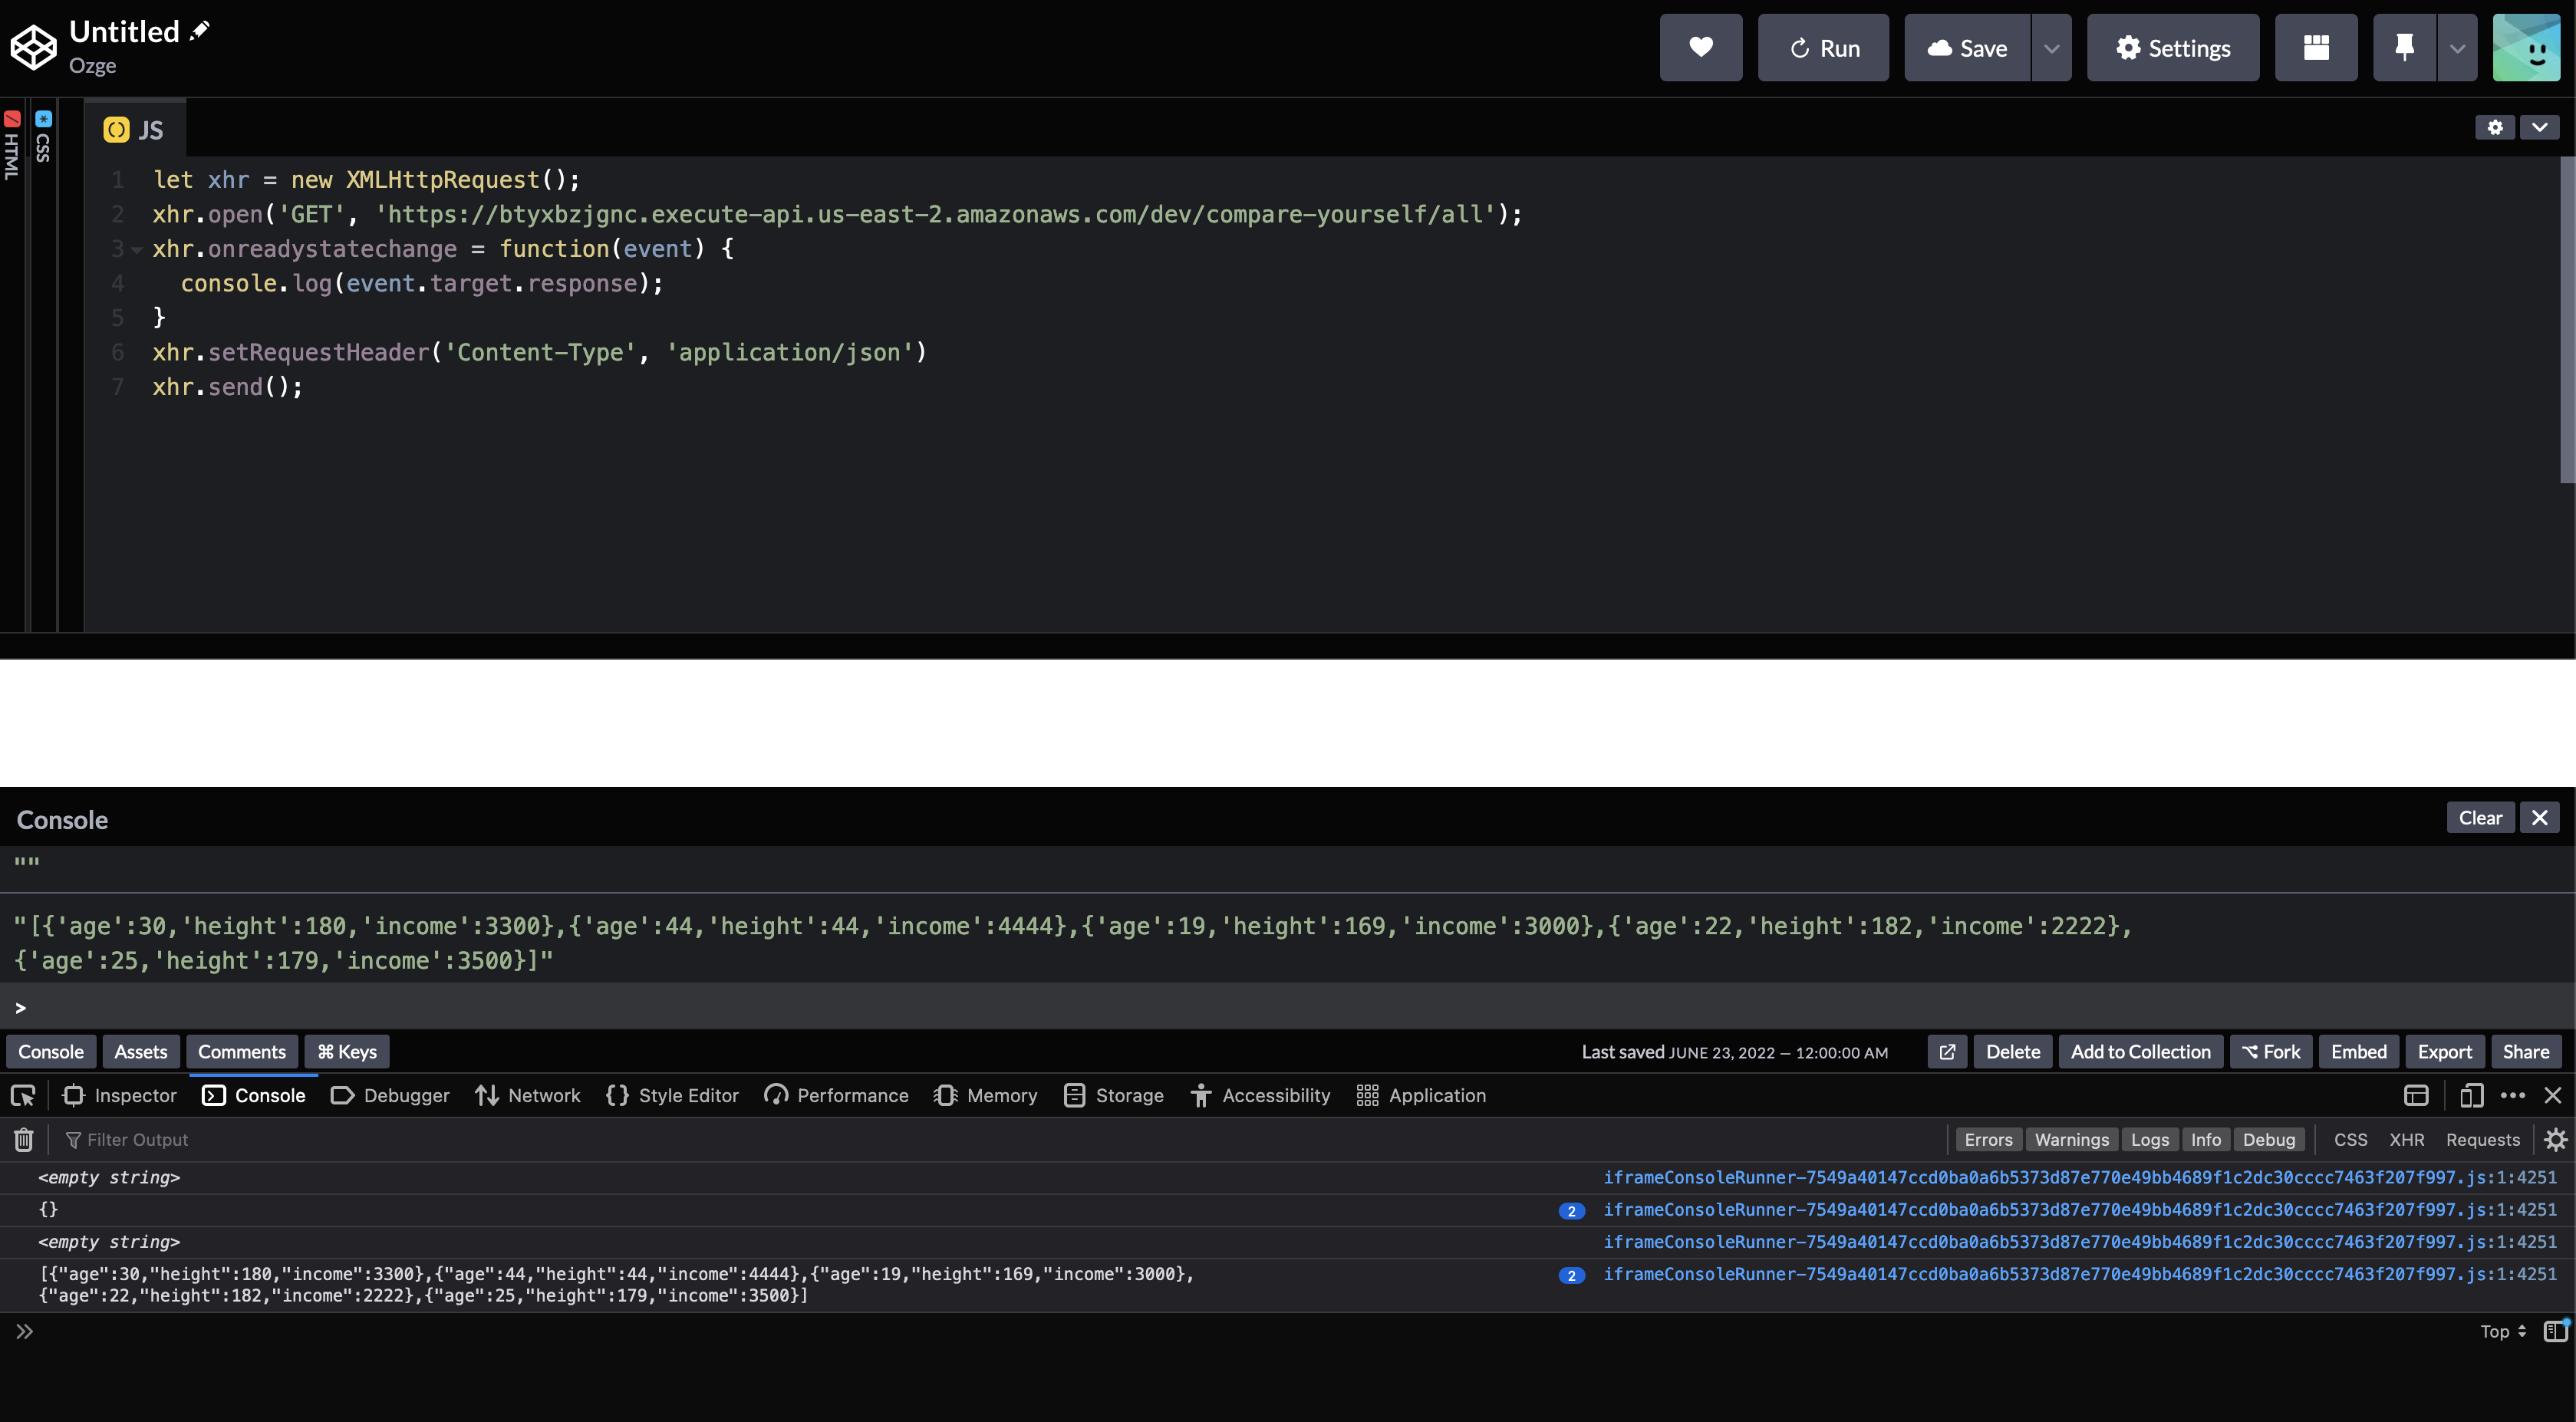 Untitled
Ozge
Run
Save
Settings
HTML
CSS
JS
1 let xhr = new XMLHttpRequest();
2 xhr.open('GET', 'https://btyxbzjgnc.execute-api.us-east-2.amazonaws.com/dev/compare-yourself/all');
3 xhr.onreadystatechange = function(event) {
4 console.log(event.target.response);
5 }
6 xhr.setRequestHeader('Content-Type', 'application/json')
7 xhr.send();
Console
Clear
""
"[{'age':30,'height':180,'income':3300},{'age':44,'height':44,'income':4444},{'age':19,'height':169,'income':3000},{'age':22,'height':182,'income':2222},
{'age':25,'height':179,'income':3500}]"
>
Console Assets Comments ⌘ Keys Last saved JUNE 23, 2022 — 12:00:00 AM Delete Add to Collection Fork Embed Export Share
Inspector Console Debugger Network Style Editor Performance Memory Storage Accessibility Application
Filter Output Errors Warnings Logs Info Debug CSS XHR Requests
<empty string> iframeConsoleRunner-7549a40147ccd0ba0a6b5373d87e770e49bb4689f1c2dc30cccc7463f207f997.js:1:4251
{} 2 iframeConsoleRunner-7549a40147ccd0ba0a6b5373d87e770e49bb4689f1c2dc30cccc7463f207f997.js:1:4251
<empty string> iframeConsoleRunner-7549a40147ccd0ba0a6b5373d87e770e49bb4689f1c2dc30cccc7463f207f997.js:1:4251
[{"age":30,"height":180,"income":3300},{"age":44,"height":44,"income":4444},{"age":19,"height":169,"income":3000}, 2 iframeConsoleRunner-7549a40147ccd0ba0a6b5373d87e770e49bb4689f1c2dc30cccc7463f207f997.js:1:4251
{"age":22,"height":182,"income":2222},{"age":25,"height":179,"income":3500}]
Top